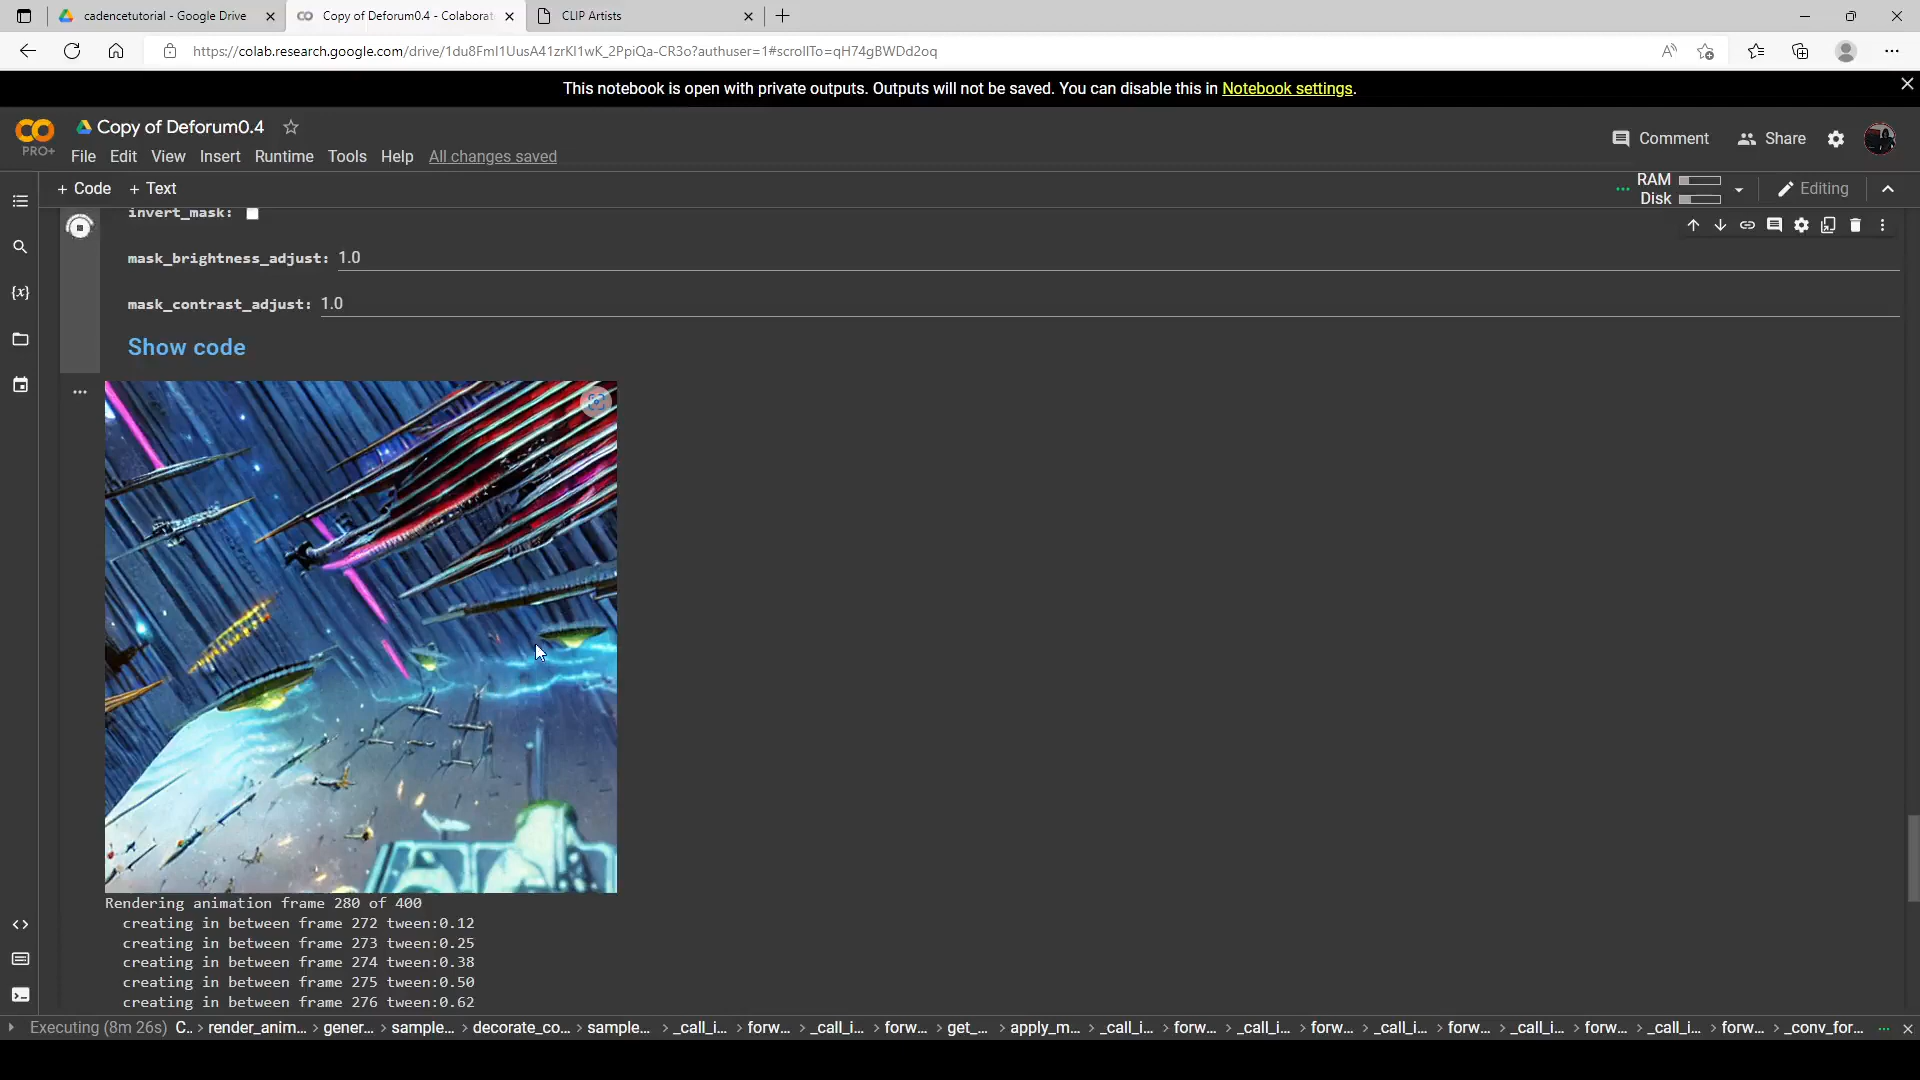 cadencetutorial - Google Drive
Copy of Deforum0.4 - Colaborat
CLIP Artists
https://colab.research.google.com/drive/1du8FmI1UusA41zrKl1wK_2PpiQa-CR3o?authuser=1#scrollTo=qH74gBWDd2oq
This notebook is open with private outputs. Outputs will not be saved. You can disable this in Notebook settings.
CO
PRO+
Copy of Deforum0.4
File Edit View Insert Runtime Tools Help All changes saved
Comment
Share
+ Code + Text
RAM
Disk
Editing
invert_mask:
{x}
mask_brightness_adjust: 1.0
mask_contrast_adjust: 1.0
Show code
Rendering animation frame 280 of 400
creating in between frame 272 tween:0.12
creating in between frame 273 tween:0.25
creating in between frame 274 tween:0.38
creating in between frame 275 tween:0.50
creating in between frame 276 tween:0.62
Executing (8m 26s) C.. > render_anim... > gener... > sample... > decorate_co... > sample... > _call_i... > forw... > _call_i... > forw... > get_... > apply_m... > _call_i... > forw... > _call_i... > forw... > _call_i... > forw... > _call_i... > forw... > _call_i... > forw... > _conv_for...